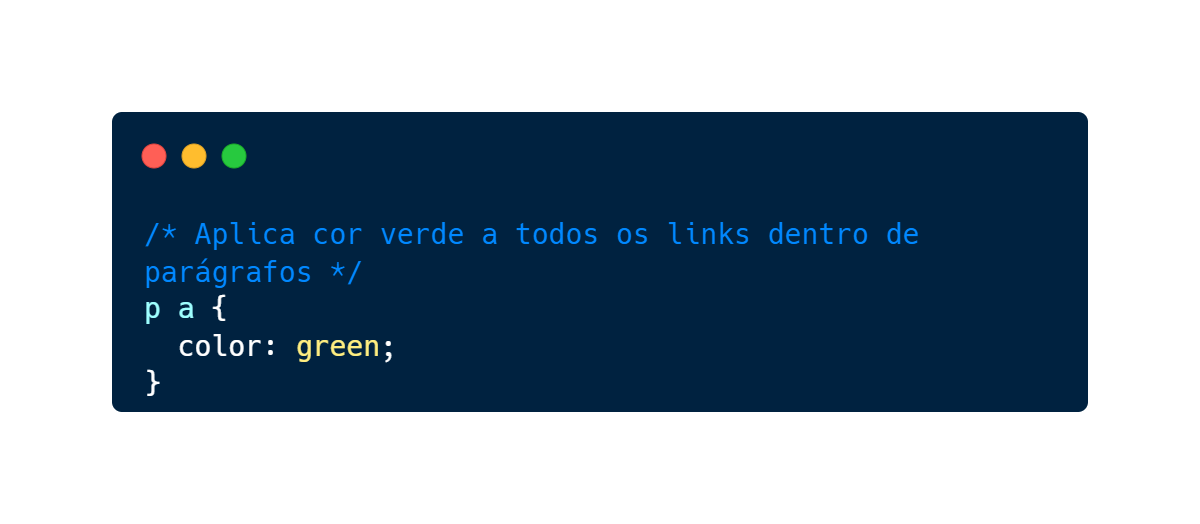 /* Aplica cor verde a todos os links dentro de
parágrafos */
p a {
  color: green;
}